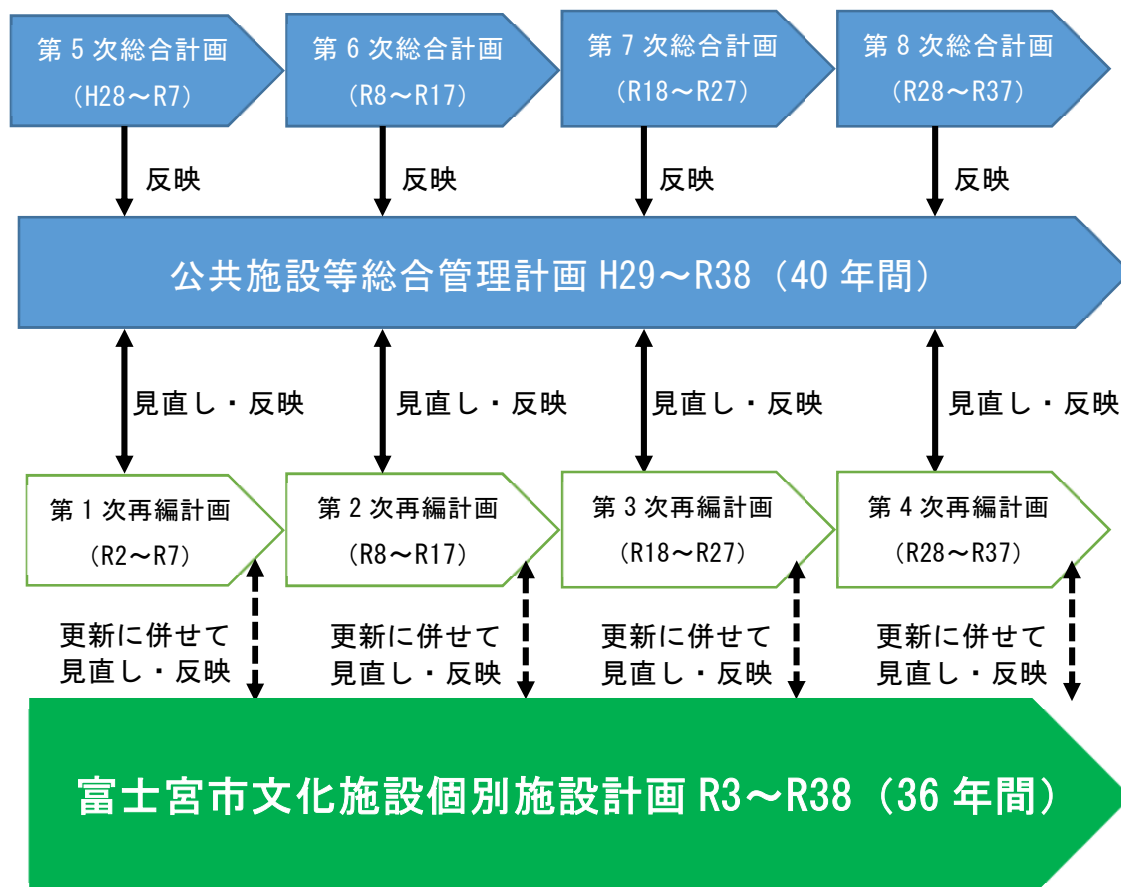 第5次総合計画
(H28～R7)
第6次総合計画
(R8～R17)
第7次総合計画
(R18～R27)
第8次総合計画
(R28～R37)
反映
反映
反映
反映
公共施設等総合管理計画 H29～R38（40 年間）
見直し・反映
見直し・反映
見直し・反映
見直し・反映
第1次再編計画
(R2～R7)
第2次再編計画
(R8～R17)
第3次再編計画
(R18～R27)
第4次再編計画
(R28～R37)
更新に併せて
見直し・反映
更新に併せて
見直し・反映
更新に併せて
見直し・反映
更新に併せて
見直し・反映
富士宮市文化施設個別施設計画 R3～R38（36 年間）